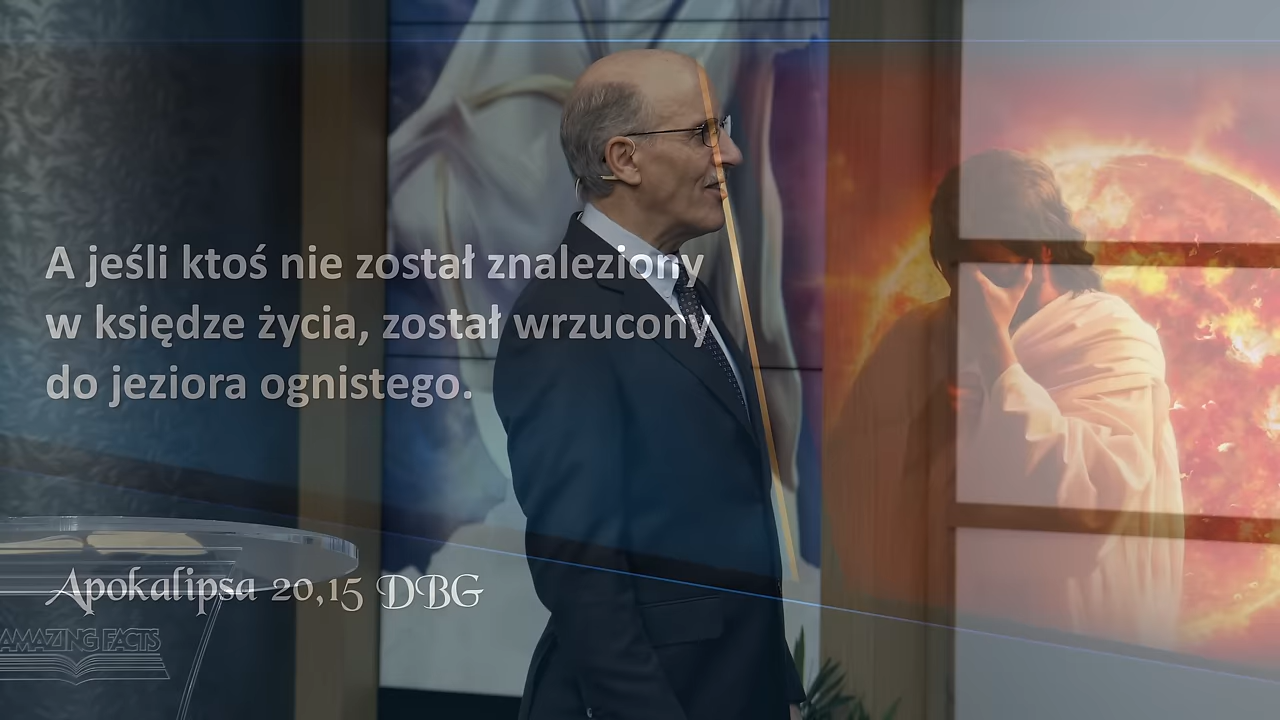 A jeśli ktoś nie został znaleziony
w księdze życia, został wrzucony
do jeziora ognistego.
Apokalipsa 20,15 DBG
AMAZING FACTS